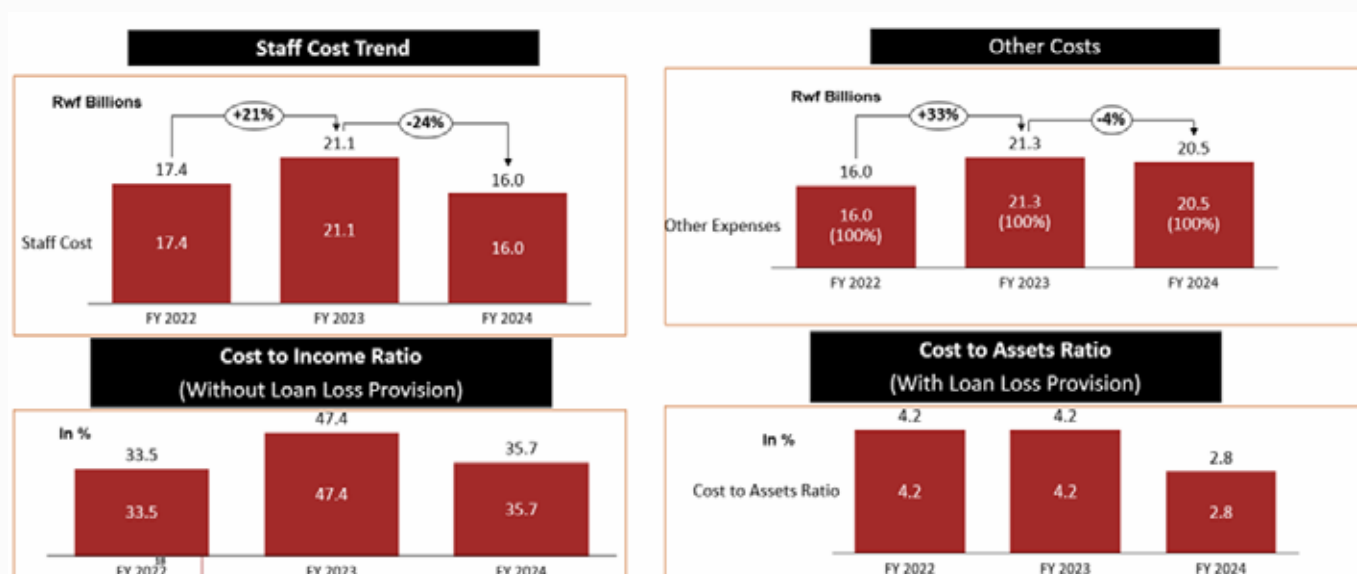 Staff Cost Trend
Rwf Billions
+21%
-24%
17.4
21.1
16.0
Staff Cost
17.4
21.1
16.0
FY 2022
FY 2023
FY 2024
Other Costs
Rwf Billions
+33%
-4%
16.0
21.3
20.5
Other Expenses
16.0
(100%)
21.3
(100%)
20.5
(100%)
FY 2022
FY 2023
FY 2024
Cost to Income Ratio
(Without Loan Loss Provision)
In %
33.5
47.4
35.7
33.5
47.4
35.7
FY 2022
FY 2023
FY 2024
Cost to Assets Ratio
(With Loan Loss Provision)
In %
4.2
4.2
2.8
Cost to Assets Ratio
4.2
4.2
2.8
FY 2022
FY 2023
FY 2024